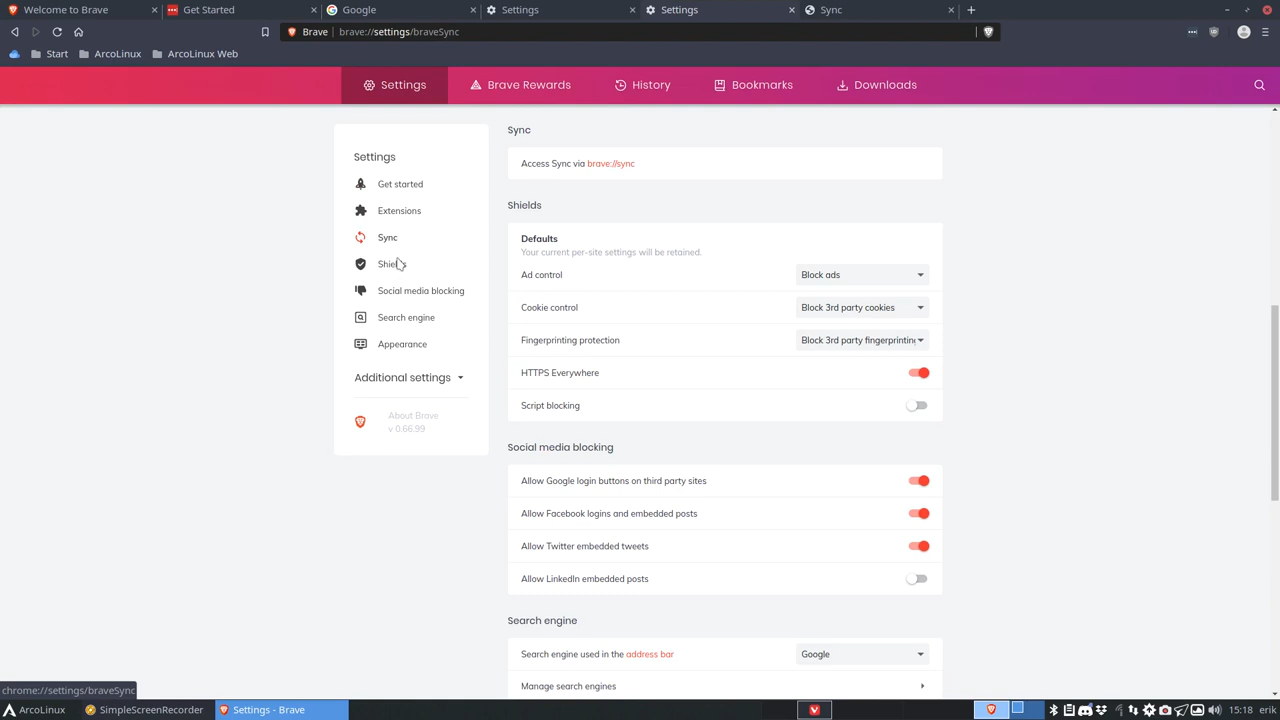 Welcome to Brave
Get Started
Google
Settings
Settings
Sync
Brave
brave://settings/braveSync
Start
ArcoLinux
ArcoLinux Web
Settings
Brave Rewards
History
Bookmarks
Downloads
Settings
Get started
Extensions
Sync
Shields
Social media blocking
Search engine
Appearance
Additional settings
About Brave
v 0.66.99
Sync
Access Sync via brave://sync
Shields
Defaults
Your current per-site settings will be retained.
Ad control
Block ads
Cookie control
Block 3rd party cookies
Fingerprinting protection
Block 3rd party fingerprinting
HTTPS Everywhere
Script blocking
Social media blocking
Allow Google login buttons on third party sites
Allow Facebook logins and embedded posts
Allow Twitter embedded tweets
Allow LinkedIn embedded posts
Search engine
Search engine used in the address bar
Google
Manage search engines
chrome://settings/braveSync
ArcoLinux
SimpleScreenRecorder
Settings - Brave
15:18
erik